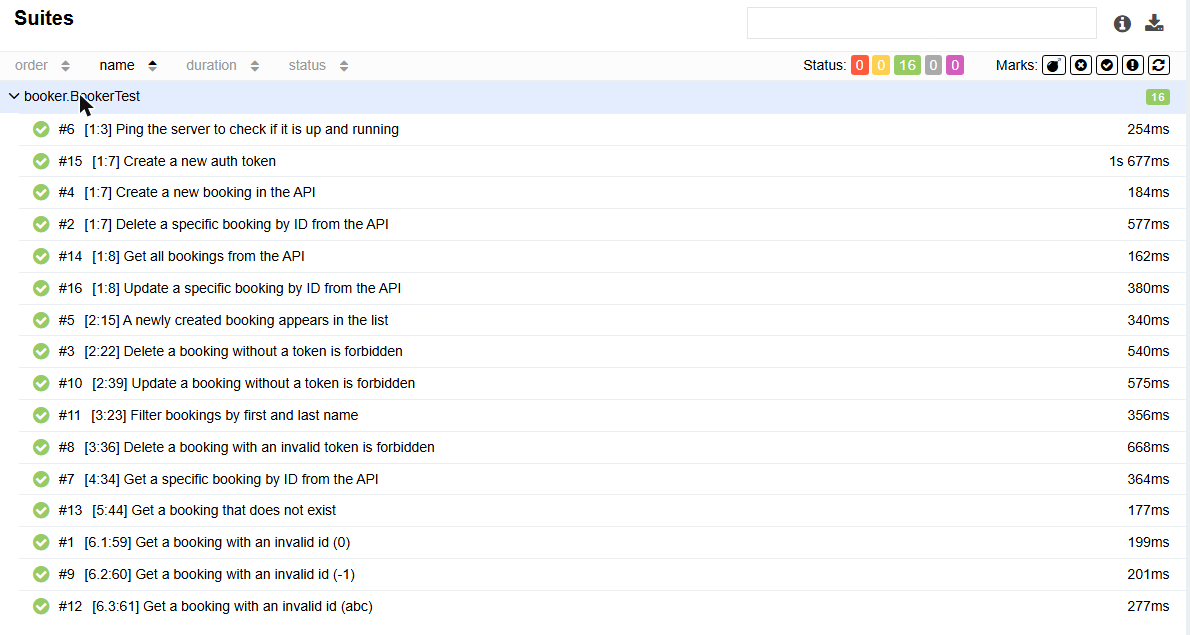 Suites
order name duration status Status: 0 0 16 0 0 Marks:
booker.BookerTest 16
#6 [1:3] Ping the server to check if it is up and running 254ms
#15 [1:7] Create a new auth token 1s 677ms
#4 [1:7] Create a new booking in the API 184ms
#2 [1:7] Delete a specific booking by ID from the API 577ms
#14 [1:8] Get all bookings from the API 162ms
#16 [1:8] Update a specific booking by ID from the API 380ms
#5 [2:15] A newly created booking appears in the list 340ms
#3 [2:22] Delete a booking without a token is forbidden 540ms
#10 [2:39] Update a booking without a token is forbidden 575ms
#11 [3:23] Filter bookings by first and last name 356ms
#8 [3:36] Delete a booking with an invalid token is forbidden 668ms
#7 [4:34] Get a specific booking by ID from the API 364ms
#13 [5:44] Get a booking that does not exist 177ms
#1 [6.1:59] Get a booking with an invalid id (0) 199ms
#9 [6.2:60] Get a booking with an invalid id (-1) 201ms
#12 [6.3:61] Get a booking with an invalid id (abc) 277ms